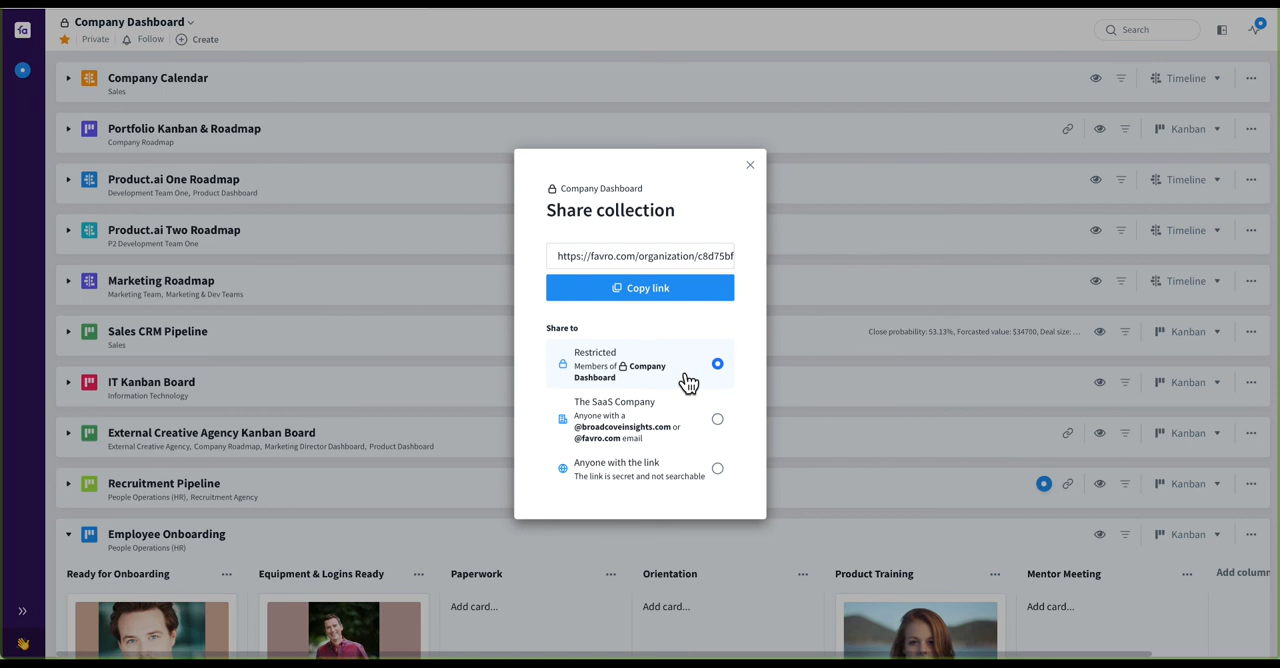 Company Dashboard
Private Follow Create
Search
Company Calendar
Sales
Timeline
Portfolio Kanban & Roadmap
Company Roadmap
Kanban
Product.ai One Roadmap
Development Team One, Product Dashboard
Timeline
Product.ai Two Roadmap
P2 Development Team One
Timeline
Marketing Roadmap
Marketing Team, Marketing & Dev Teams
Timeline
Sales CRM Pipeline
Sales
Close probability: 53.13%, Forcasted value: $34700, Deal size: ...
Kanban
IT Kanban Board
Information Technology
Kanban
External Creative Agency Kanban Board
External Creative Agency, Company Roadmap, Marketing Director Dashboard, Product Dashboard
Kanban
Recruitment Pipeline
People Operations (HR), Recruitment Agency
Kanban
Employee Onboarding
People Operations (HR)
Kanban
Ready for Onboarding Equipment & Logins Ready Paperwork Orientation Product Training Mentor Meeting Add column
Add card... Add card... Add card...
Company Dashboard
Share collection
https://favro.com/organization/c8d75bf
Copy link
Share to
Restricted
Members of Company
Dashboard
The SaaS Company
Anyone with a
@broadcoveinsights.com or
@favro.com email
Anyone with the link
The link is secret and not searchable